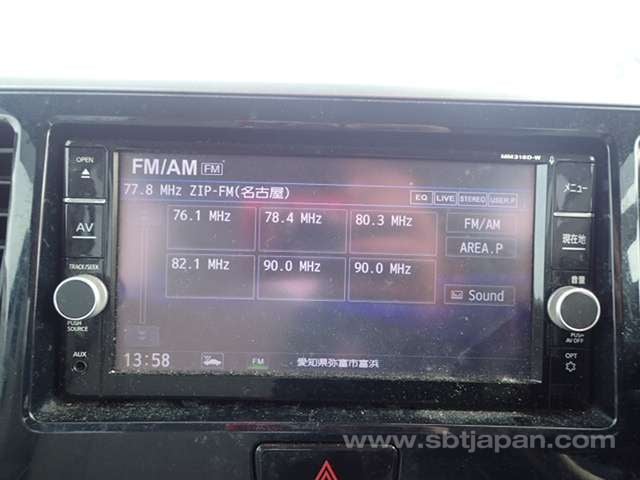 MM316D-W
OPEN
FM/AM FM
メニュー
77.8 MHz ZIP-FM(名古屋)
EQ LIVE STEREO USER.P
76.1 MHz 78.4 MHz 80.3 MHz FM/AM
AV
現在地
AREA.P
82.1 MHz 90.0 MHz 90.0 MHz
TRACK/SEEK
音量
Sound
PUSH SOURCE
PUSH AV OFF
AUX
13:58 FM 愛知県弥富市富浜
OPT
www.sbtjapan.com